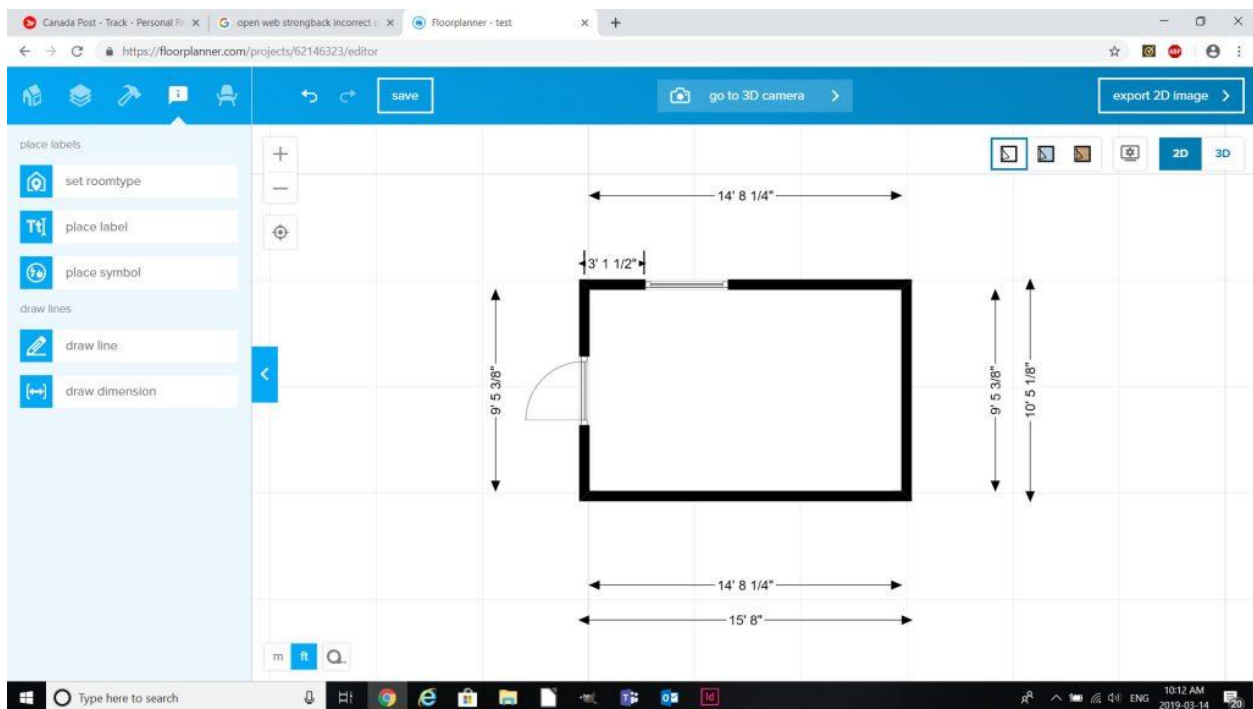 Canada Post - Track - Personal
open web strongback incorrect
Floorplanner - test
https://floorplanner.com/projects/62146323/editor
ABP
save
go to 3D camera
export 2D image
place labels
set roomtype
Tt place label
place symbol
draw lines
draw line
draw dimension
2D 3D
14' 8 1/4"
3' 1 1/2"
9' 5 3/8"
9' 5 3/8"
10' 5 1/8"
14' 8 1/4"
15' 8"
m ft
Type here to search
Id
ENG
10:12 AM
2019-03-14
20